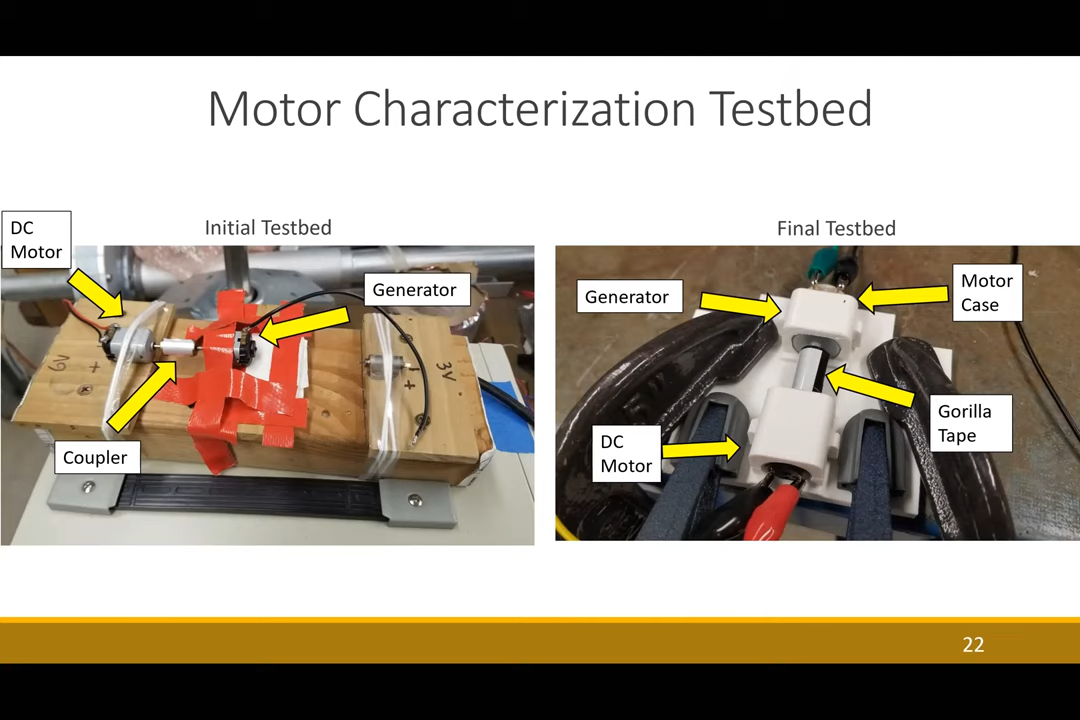 Motor Characterization Testbed
Initial Testbed
Final Testbed
DC
Motor
Generator
Coupler
6V
+
+
3V
Generator
Motor
Case
Gorilla
Tape
DC
Motor
22